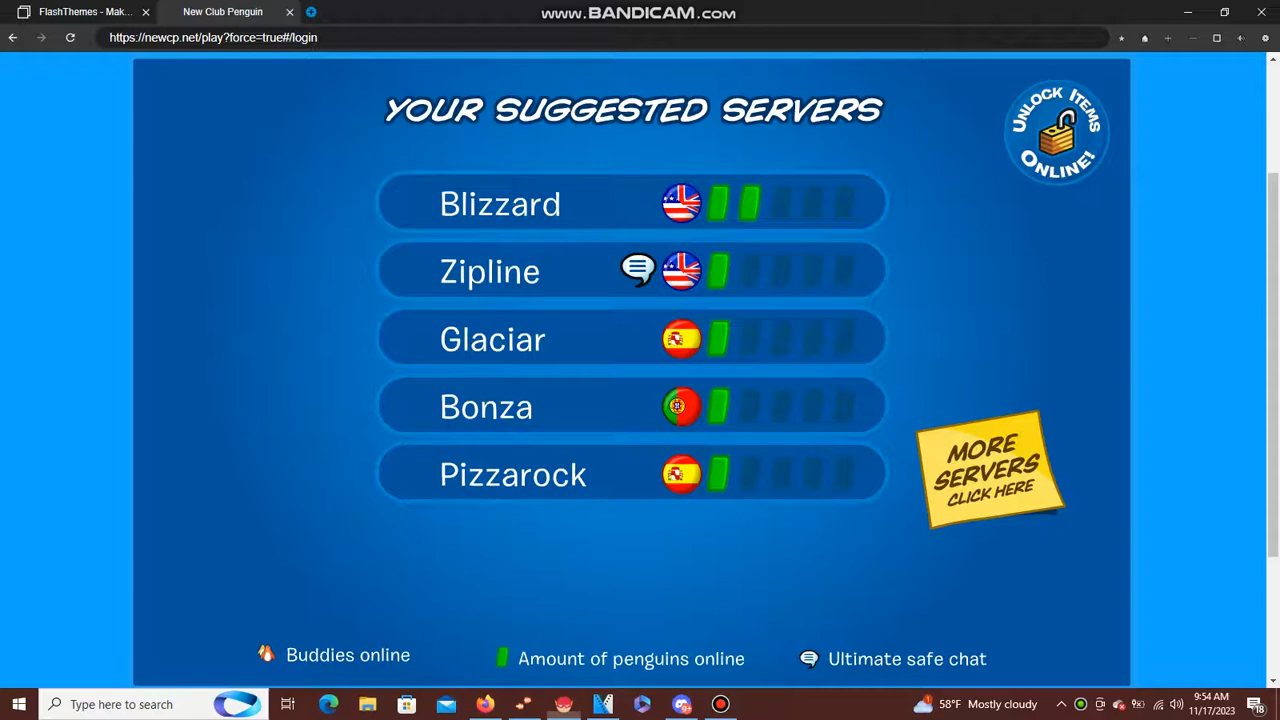 www.BANDICAM.com
FlashThemes - Mak...
New Club Penguin
https://newcp.net/play?force=true#/login
YOUR SUGGESTED SERVERS
UNLOCK ITEMS
ONLINE!
Blizzard
Zipline
Glaciar
Bonza
Pizzarock
MORE
SERVERS
CLICK HERE
Buddies online
Amount of penguins online
Ultimate safe chat
Type here to search
58°F Mostly cloudy
9:54 AM
11/17/2023
18